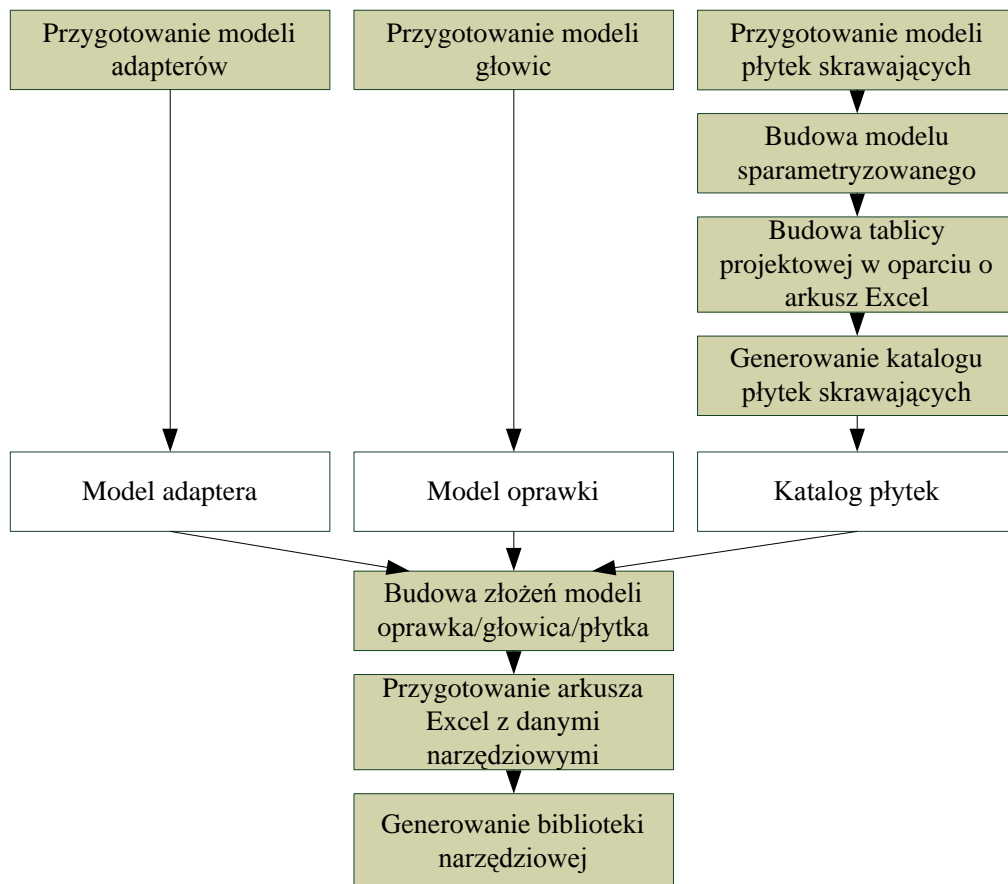 Przygotowanie modeli
adapterów
Przygotowanie modeli
głowic
Przygotowanie modeli
płytek skrawających
Budowa modelu
sparametryzowanego
Budowa tablicy
projektowej w oparciu o
arkusz Excel
Generowanie katalogu
płytek skrawających
Model adaptera
Model oprawki
Katalog płytek
Budowa złożeń modeli
oprawka/głowica/płytka
Przygotowanie arkusza
Excel z danymi
narzędziowymi
Generowanie biblioteki
narzędziowej